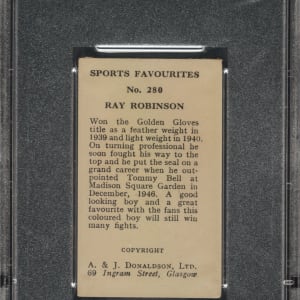 SPORTS FAVOURITES
No. 280
RAY ROBINSON
Won the Golden Gloves
title as a feather weight in
1939 and light weight in 1940.
On turning professional he
soon fought his way to the
top and he put the seal on a
grand career when he out-
pointed Tommy Bell at
Madison Square Garden in
December, 1946. A good
looking boy and a great
favourite with the fans this
coloured boy will still win
many fights.
COPYRIGHT
A. & J. DONALDSON, LTD.
69 Ingram Street, Glasgow